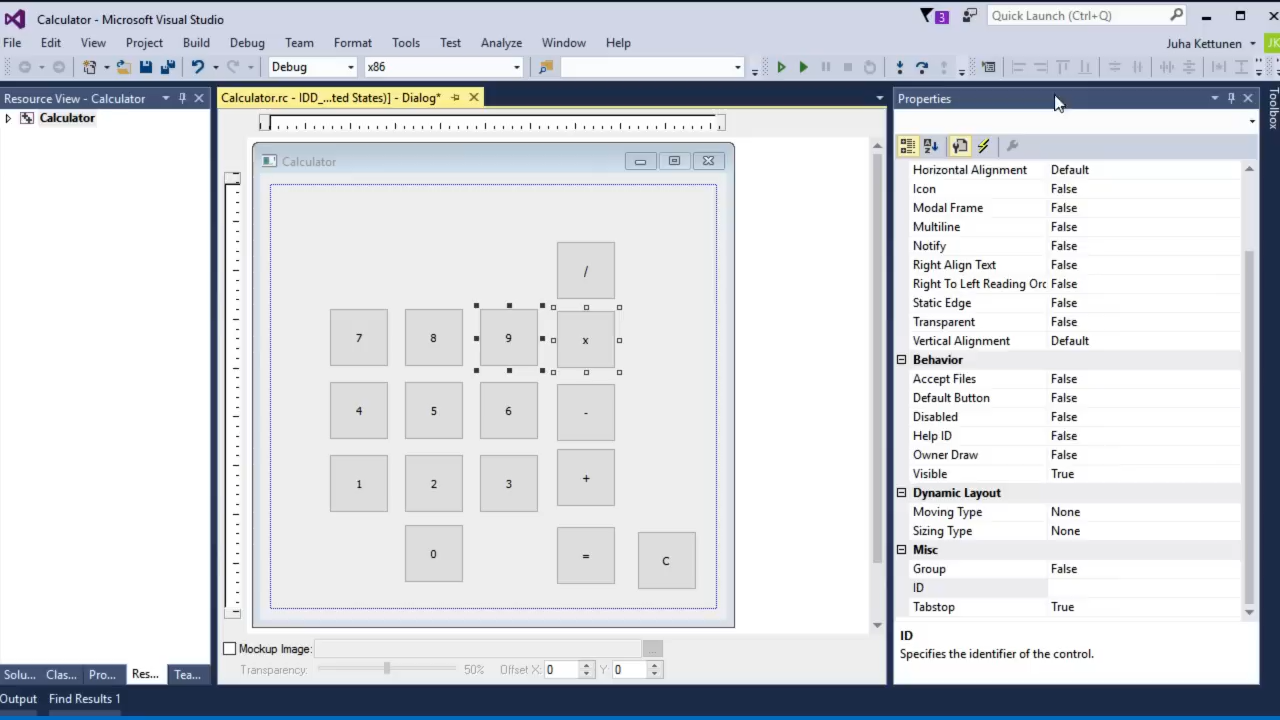 Calculator - Microsoft Visual Studio
3
Quick Launch (Ctrl+Q)
File Edit View Project Build Debug Team Format Tools Test Analyze Window Help
Juha Kettunen JK
Debug x86
Resource View - Calculator
Calculator.rc - IDD_...ted States)] - Dialog*
Properties
Toolbox
Calculator
Calculator
/
7 8 9 x
4 5 6 -
1 2 3 +
0 = C
Mockup Image: ...
Transparency: 50% Offset X: 0 Y: 0
Horizontal Alignment Default
Icon False
Modal Frame False
Multiline False
Notify False
Right Align Text False
Right To Left Reading Orc False
Static Edge False
Transparent False
Vertical Alignment Default
Behavior
Accept Files False
Default Button False
Disabled False
Help ID False
Owner Draw False
Visible True
Dynamic Layout
Moving Type None
Sizing Type None
Misc
Group False
ID
Tabstop True
ID
Specifies the identifier of the control.
Solu... Clas... Pro... Res... Tea...
Output Find Results 1